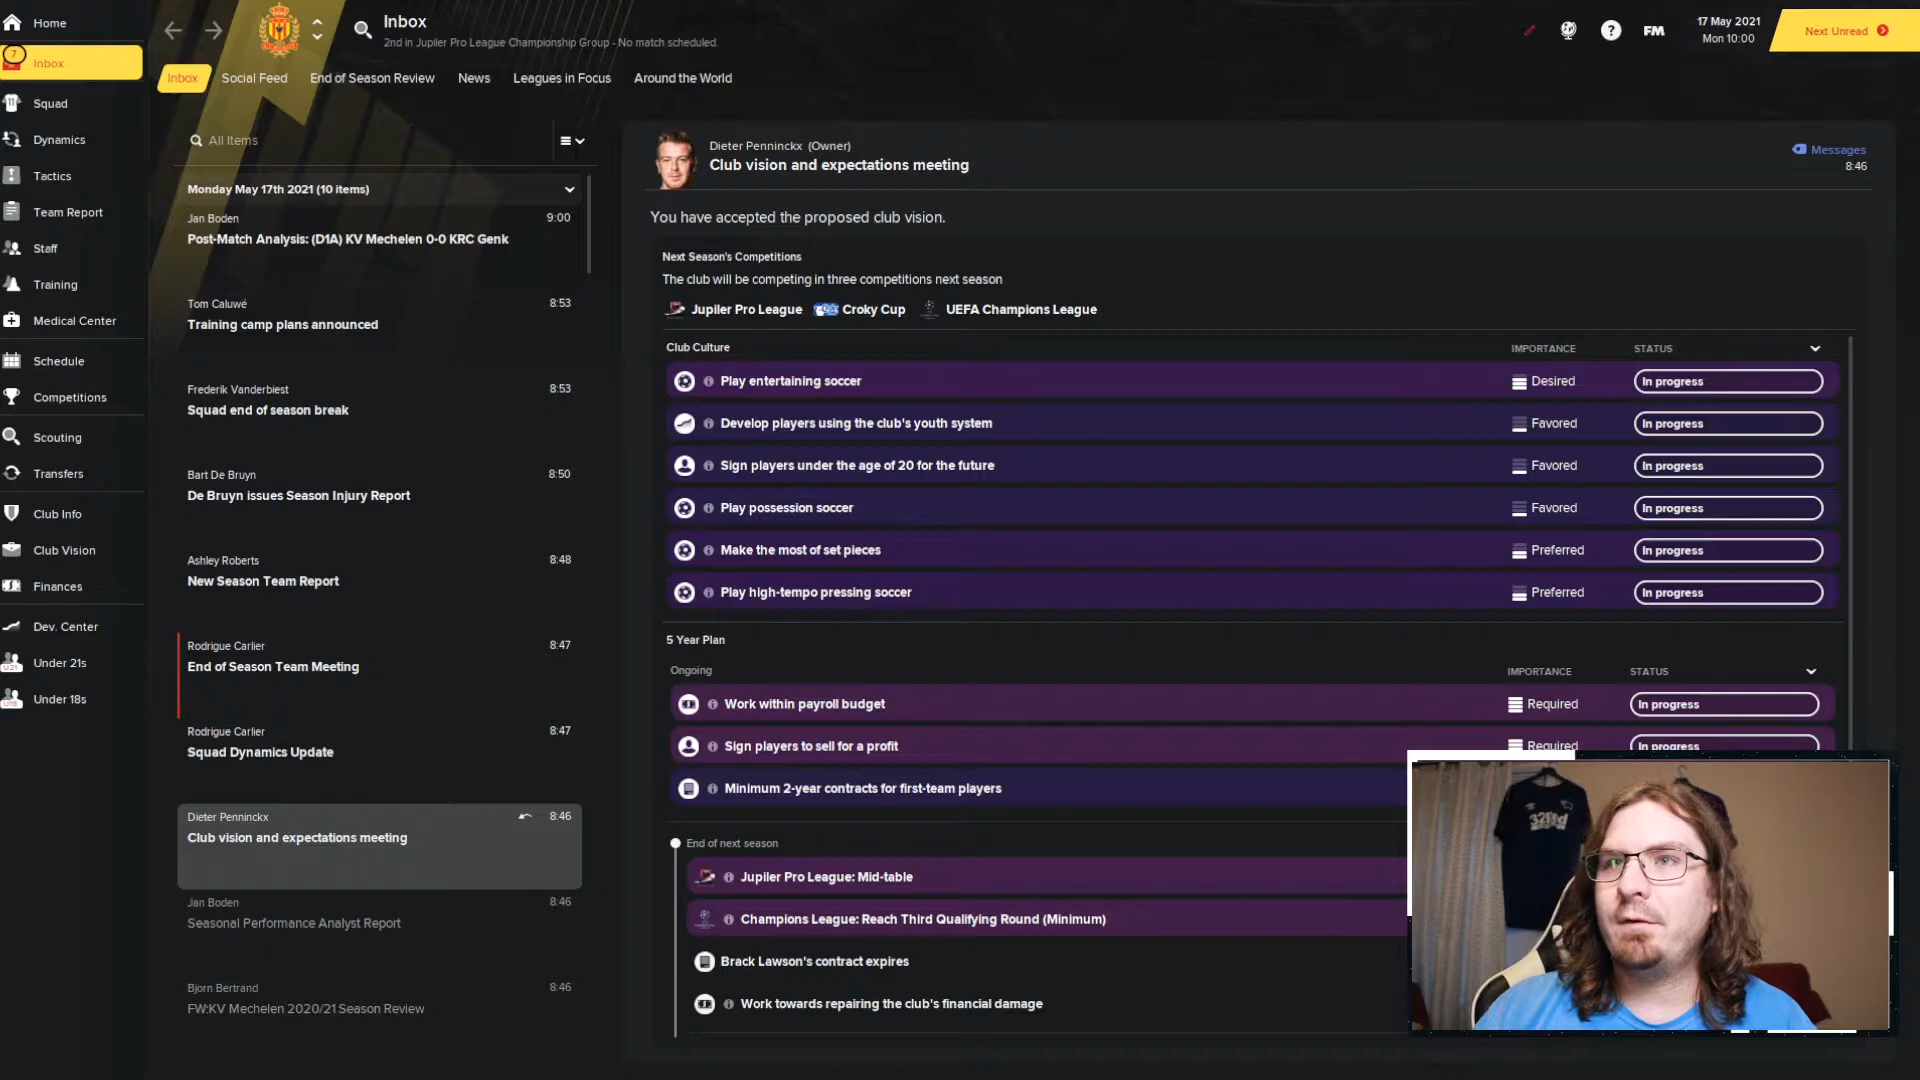 Home
Inbox
2nd in Jupiler Pro League Championship Group - No match scheduled.
FM
17 May 2021
Mon 10:00
Next Unread
7
Inbox
Inbox
Social Feed
End of Season Review
News
Leagues in Focus
Around the World
Squad
Dynamics
Tactics
Team Report
Staff
Training
Medical Center
Schedule
Competitions
Scouting
Transfers
Club Info
Club Vision
Finances
Dev. Center
Under 21s
Under 18s
All Items
Monday May 17th 2021 (10 items)
Jan Boden 9:00
Post-Match Analysis: (D1A) KV Mechelen 0-0 KRC Genk
Tom Caluwé 8:53
Training camp plans announced
Frederik Vanderbiest 8:53
Squad end of season break
Bart De Bruyn 8:50
De Bruyn issues Season Injury Report
Ashley Roberts 8:48
New Season Team Report
Rodrigue Carlier 8:47
End of Season Team Meeting
Rodrigue Carlier 8:47
Squad Dynamics Update
Dieter Penninckx 8:46
Club vision and expectations meeting
Jan Boden 8:46
Seasonal Performance Analyst Report
Bjorn Bertrand 8:46
FW:KV Mechelen 2020/21 Season Review
Dieter Penninckx (Owner)
Club vision and expectations meeting
Messages
8:46
You have accepted the proposed club vision.
Next Season's Competitions
The club will be competing in three competitions next season
Jupiler Pro League Croky Cup UEFA Champions League
Club Culture IMPORTANCE STATUS
Play entertaining soccer Desired In progress
Develop players using the club's youth system Favored In progress
Sign players under the age of 20 for the future Favored In progress
Play possession soccer Favored In progress
Make the most of set pieces Preferred In progress
Play high-tempo pressing soccer Preferred In progress
5 Year Plan
Ongoing IMPORTANCE STATUS
Work within payroll budget Required In progress
Sign players to sell for a profit Required In progress
Minimum 2-year contracts for first-team players
End of next season
Jupiler Pro League: Mid-table
Champions League: Reach Third Qualifying Round (Minimum)
Brack Lawson's contract expires
Work towards repairing the club's financial damage